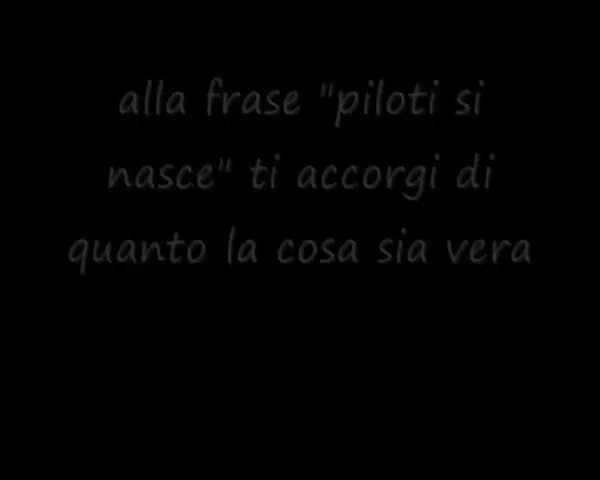 alla frase "piloti si
nasce" ti accorgi di
quanto la cosa sia vera